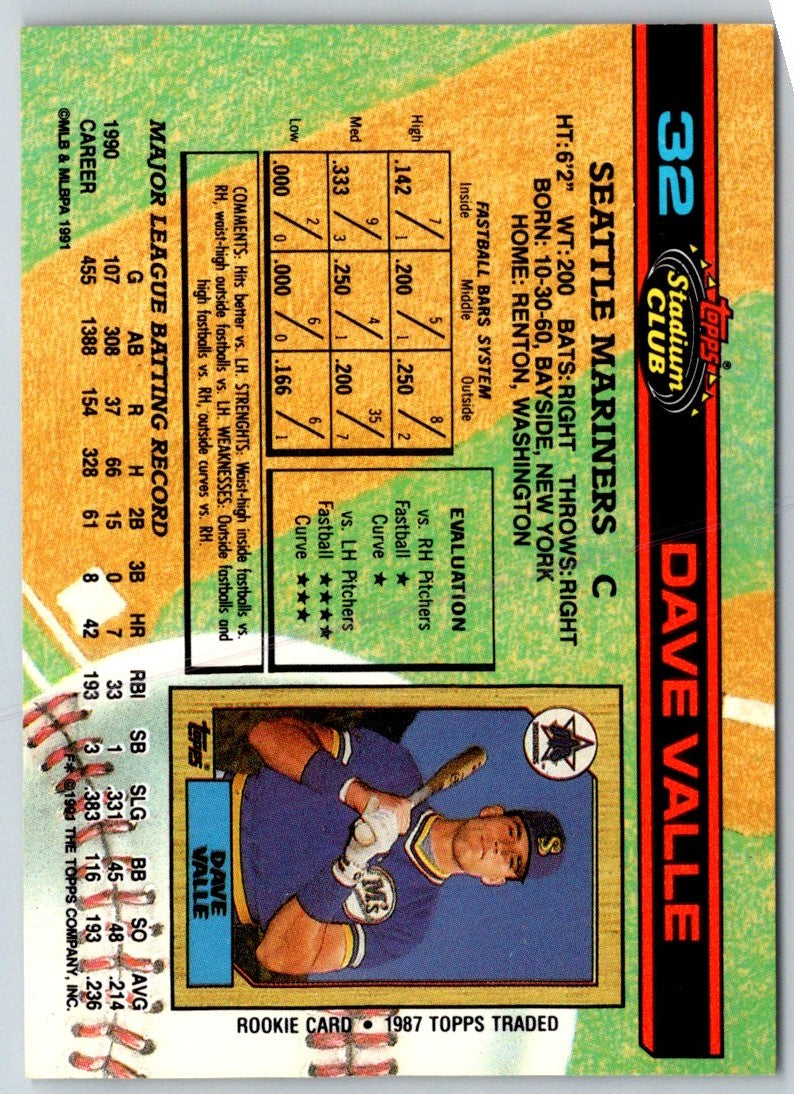 32
Topps
Stadium
CLUB
DAVE VALLE
SEATTLE MARINERS C
HT: 6'2" WT: 200 BATS: RIGHT THROWS: RIGHT
BORN: 10-30-60, BAYSIDE, NEW YORK
HOME: RENTON, WASHINGTON
FASTBALL BARS SYSTEM
Inside Middle Outside
High .142 7/1 .200 5/1 .250 8/2
Med .333 9/3 .250 4/1 .200 35/7
Low .000 2/0 .000 6/0 .166 6/1
EVALUATION
vs. RH Pitchers
Fastball ★
Curve ★
vs. LH Pitchers
Fastball ★★★★
Curve ★★★
COMMENTS: Hits better vs. LH. STRENGHTS: Waist-high inside fastballs vs.
RH, waist-high outside fastballs vs. LH WEAKNESSES: Outside fastballs and
high fastballs vs. RH, outside curves vs. RH.
MARINERS
S
M's
Topps
DAVE
VALLE
ROOKIE CARD • 1987 TOPPS TRADED
MAJOR LEAGUE BATTING RECORD
G AB R H 2B 3B HR RBI SB SLG BB SO AVG
1990 107 308 37 66 15 0 7 33 1 .331 45 48 .214
CAREER 455 1388 154 328 61 8 42 193 3 .383 116 193 .236
©MLB & MLBPA 1991
F★ ©1991 THE TOPPS COMPANY, INC.